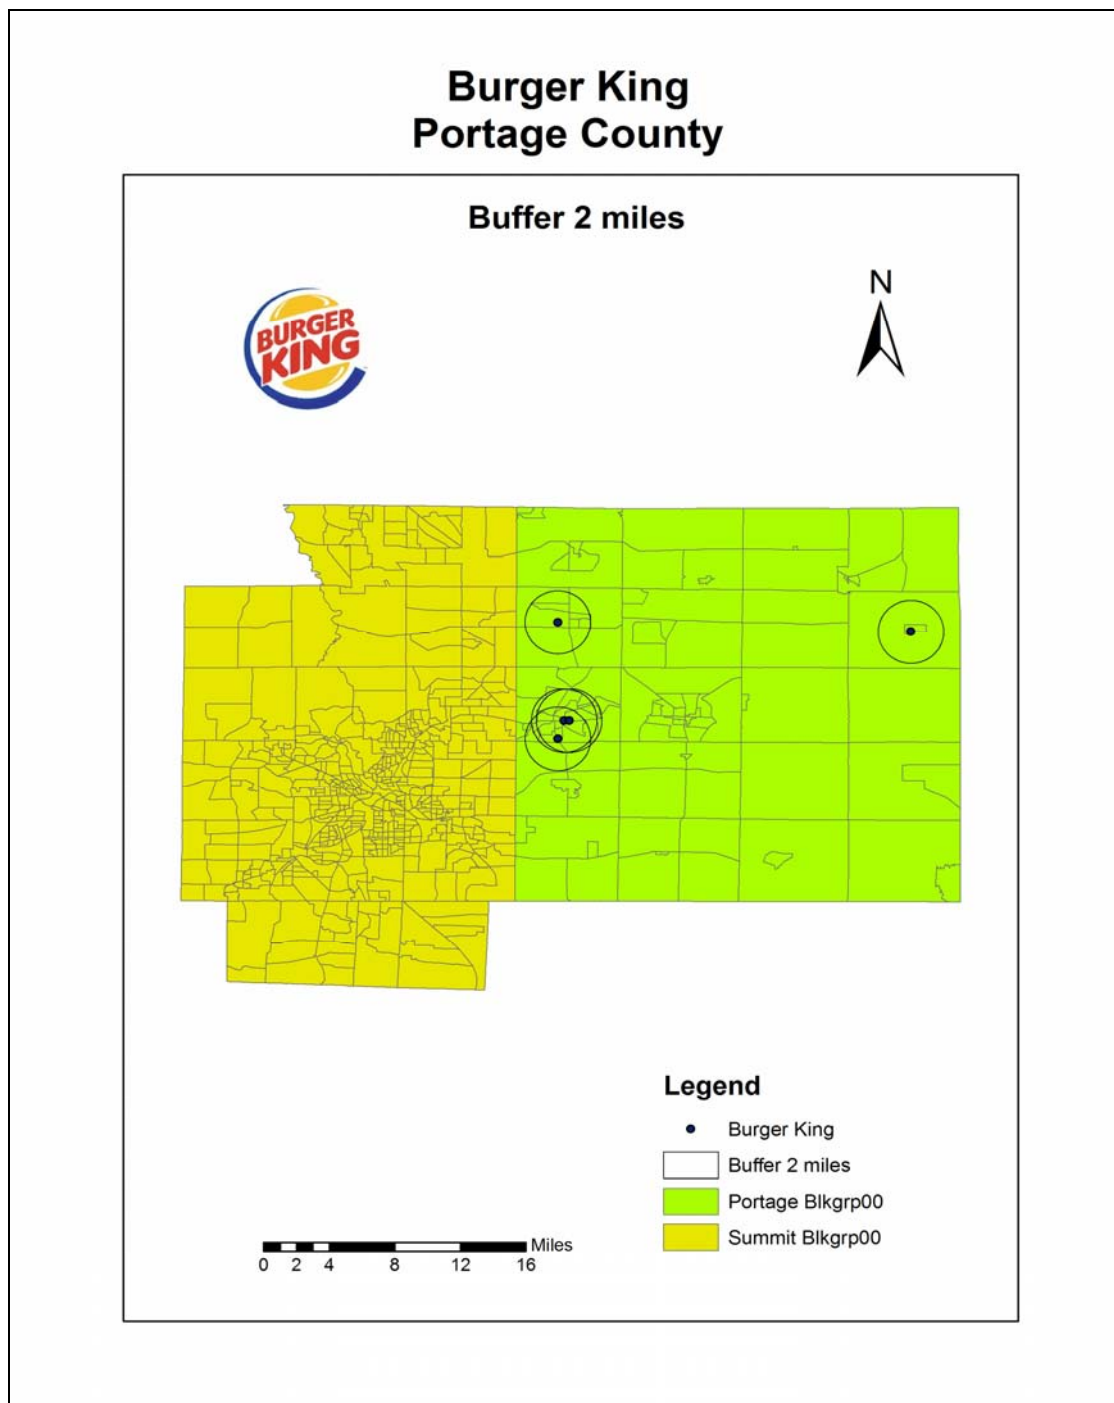 Burger King
Portage County
Buffer 2 miles
BURGER
KING
N
Legend
Burger King
Buffer 2 miles
Portage Blkgrp00
Summit Blkgrp00
Miles
0 2 4 8 12 16